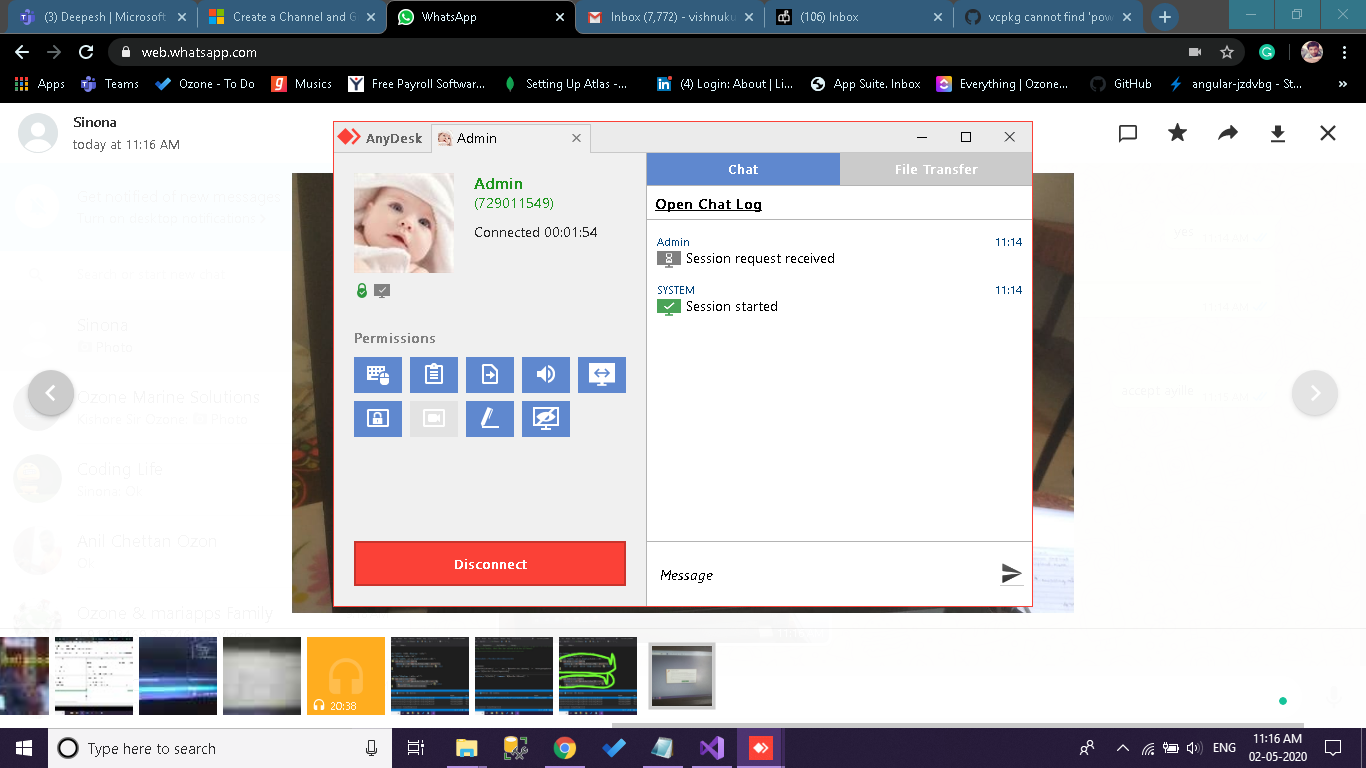 (3) Deepesh | Microsoft
Create a Channel and G
WhatsApp
Inbox (7,772) - vishnuku
(106) Inbox
vcpkg cannot find 'pow
web.whatsapp.com
Apps
Teams
Ozone - To Do
Musics
Free Payroll Softwar...
Setting Up Atlas -...
(4) Login: About | Li...
App Suite. Inbox
Everything | Ozone...
GitHub
angular-jzdvbg - St...
Sinona
today at 11:16 AM
AnyDesk
Admin
Admin
(729011549)
Connected 00:01:54
Permissions
Disconnect
Chat
File Transfer
Open Chat Log
Admin 11:14
Session request received
SYSTEM 11:14
Session started
Message
Get notified of new messages
Sinona
Photo
Ozone Marine Solutions
Coding Life
Sinona: Or
Anil Chettan Ozon
Ozone & mariapps Family
yes
20:38
Type here to search
ENG
11:16 AM
02-05-2020